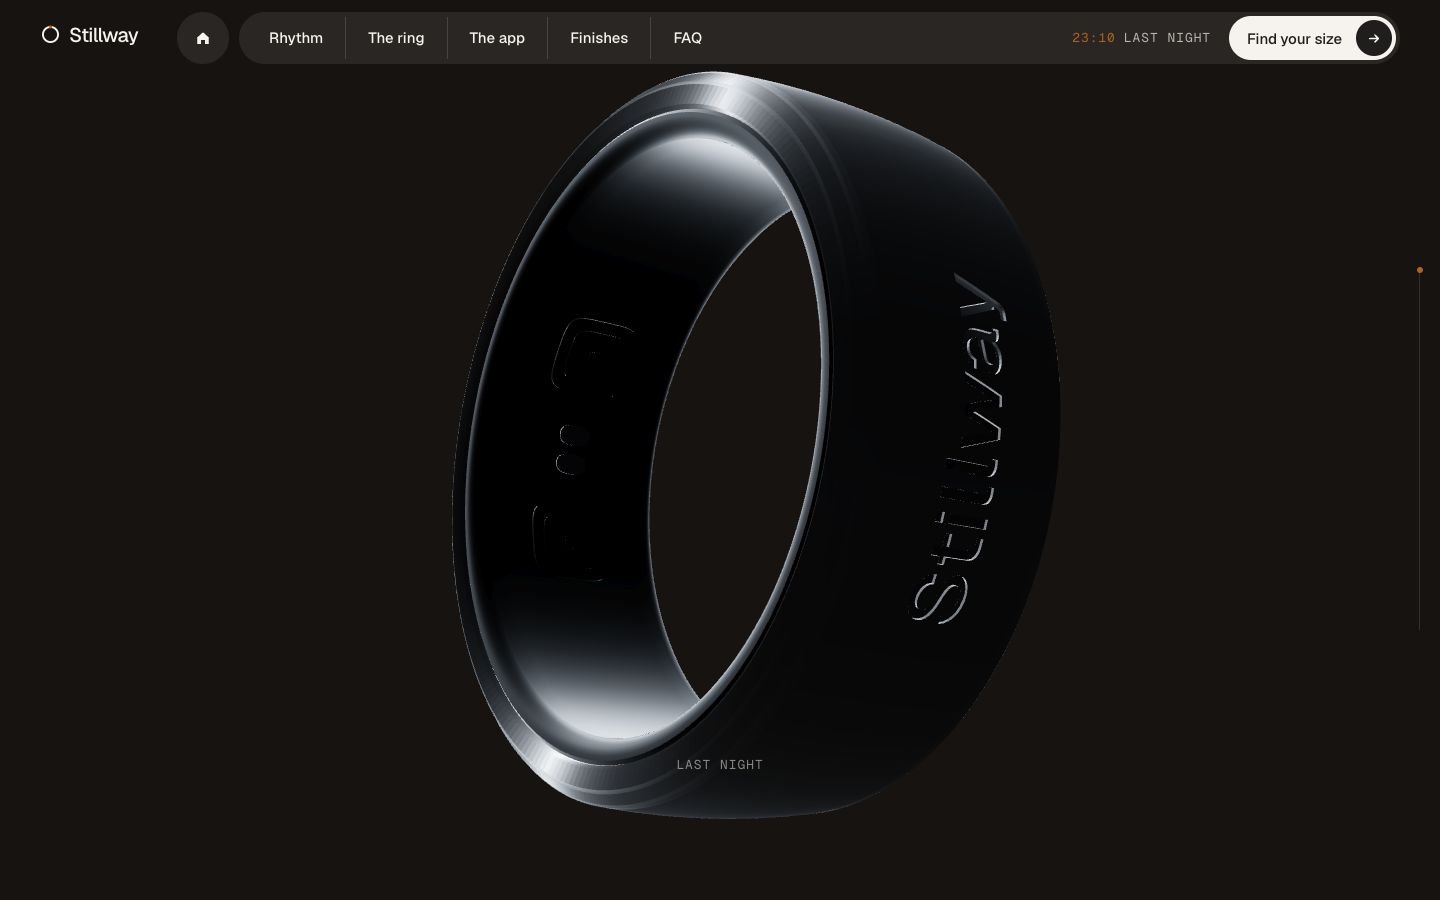 Stillway
Rhythm
The ring
The app
Finishes
FAQ
23:10 LAST NIGHT
Find your size
Stillway
LAST NIGHT